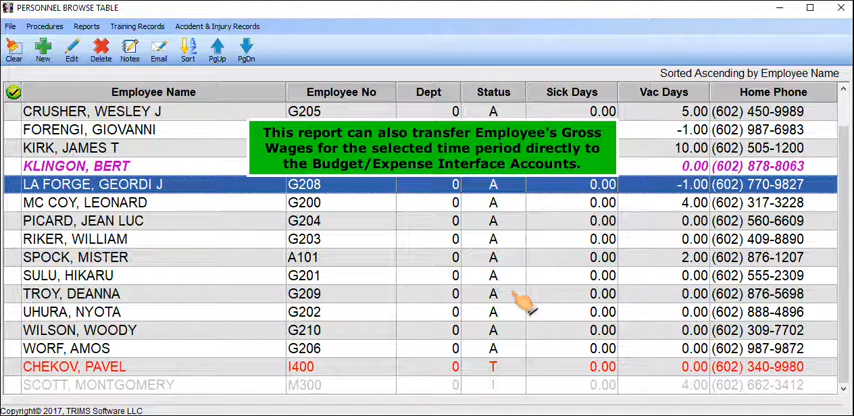 PERSONNEL BROWSE TABLE
File Procedures Reports Training Records Accident & Injury Records
Clear New Edit Delete Notes Email Sort PgUp PgDn
Sorted Ascending by Employee Name
Employee Name Employee No Dept Status Sick Days Vac Days Home Phone
CRUSHER, WESLEY J G205 0 A 0.00 5.00 (602) 450-9989
FORENGI, GIOVANNI -1.00 (602) 987-6983
KIRK, JAMES T 10.00 (602) 505-1200
KLINGON, BERT 0.00 (602) 878-8063
This report can also transfer Employee's Gross
Wages for the selected time period directly to
the Budget/Expense Interface Accounts.
LA FORGE, GEORDI J G208 0 A 0.00 -1.00 (602) 770-9827
MC COY, LEONARD G200 0 A 0.00 4.00 (602) 317-3228
PICARD, JEAN LUC G204 0 A 0.00 0.00 (602) 560-6609
RIKER, WILLIAM G203 0 A 0.00 0.00 (602) 409-8890
SPOCK, MISTER A101 0 A 0.00 2.00 (602) 876-1207
SULU, HIKARU G201 0 A 0.00 0.00 (602) 555-2309
TROY, DEANNA G209 0 A 0.00 0.00 (602) 876-5698
UHURA, NYOTA G202 0 A 0.00 0.00 (602) 888-4896
WILSON, WOODY G210 0 A 0.00 0.00 (602) 309-7702
WORF, AMOS G206 0 A 0.00 0.00 (602) 987-9872
CHEKOV, PAVEL I400 0 T 0.00 0.00 (602) 340-9980
SCOTT, MONTGOMERY M300 0 I 0.00 4.00 (602) 662-3412
Copyright© 2017, TRIMS Software LLC